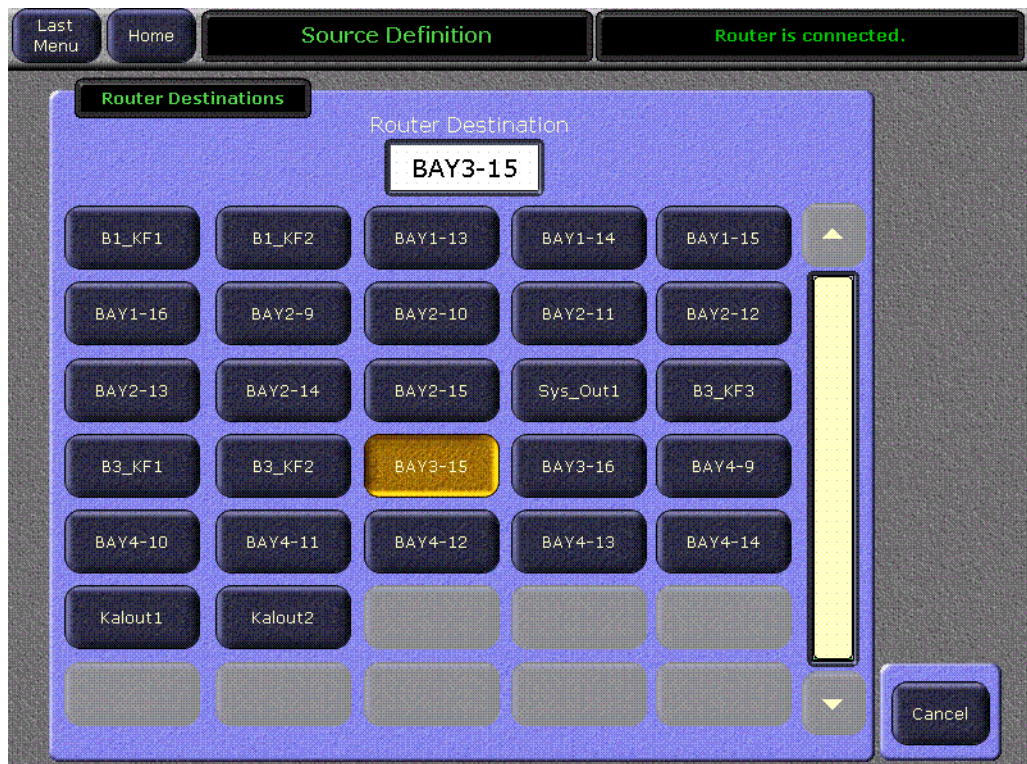 Last
Menu
Home
Source Definition
Router is connected.
Router Destinations
Router Destination
BAY3-15
B1_KF1 B1_KF2 BAY1-13 BAY1-14 BAY1-15
BAY1-16 BAY2-9 BAY2-10 BAY2-11 BAY2-12
BAY2-13 BAY2-14 BAY2-15 Sys_Out1 B3_KF3
B3_KF1 B3_KF2 BAY3-15 BAY3-16 BAY4-9
BAY4-10 BAY4-11 BAY4-12 BAY4-13 BAY4-14
Kalout1 Kalout2
Cancel